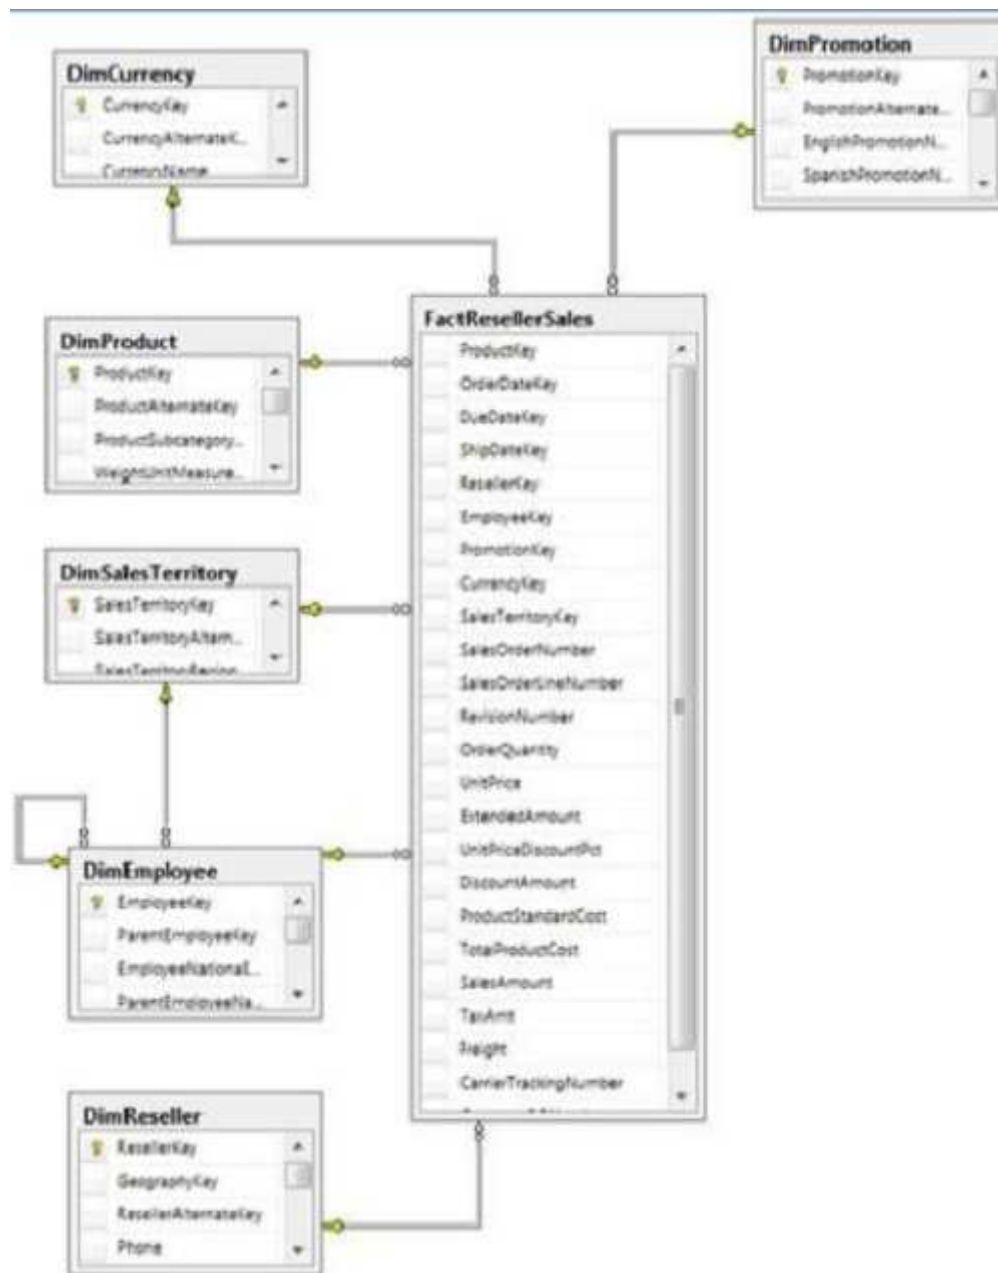 DimCurrency
CurrencyKey
CurrencyAlternateK...
CurrencyName
DimPromotion
PromotionKey
PromotionAlternate...
EnglishPromotionN...
SpanishPromotionN...
DimProduct
ProductKey
ProductAlternateKey
ProductSubcategory...
WeightUnitMeasure...
DimSalesTerritory
SalesTerritoryKey
SalesTerritoryAltern...
SalesTerritoryRegion
DimEmployee
EmployeeKey
ParentEmployeeKey
EmployeeNationalI...
ParentEmployeeNa...
DimReseller
ResellerKey
GeographyKey
ResellerAlternateKey
Phone
FactResellerSales
ProductKey
OrderDateKey
DueDateKey
ShipDateKey
ResellerKey
EmployeeKey
PromotionKey
CurrencyKey
SalesTerritoryKey
SalesOrderNumber
SalesOrderLineNumber
RevisionNumber
OrderQuantity
UnitPrice
ExtendedAmount
UnitPriceDiscountPct
DiscountAmount
ProductStandardCost
TotalProductCost
SalesAmount
TaxAmt
Freight
CarrierTrackingNumber